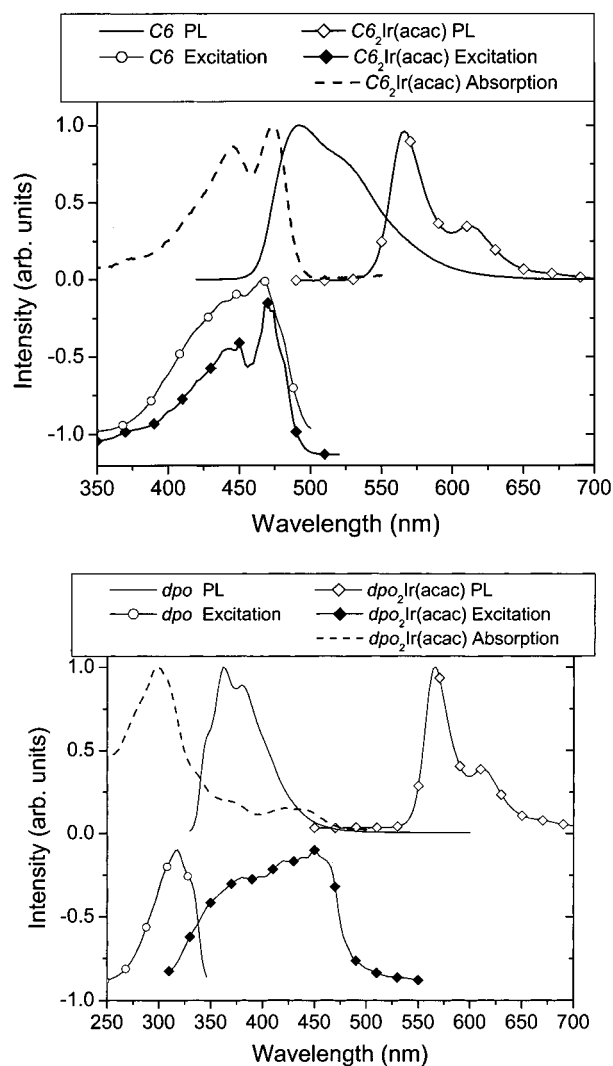 C6 PL
C6₂Ir(acac) PL
C6 Excitation
C6₂Ir(acac) Excitation
C6₂Ir(acac) Absorption
1.0
0.5
0.0
-0.5
-1.0
Intensity (arb. units)
350 400 450 500 550 600 650 700
Wavelength (nm)
dpo PL
dpo₂Ir(acac) PL
dpo Excitation
dpo₂Ir(acac) Excitation
dpo₂Ir(acac) Absorption
1.0
0.5
0.0
-0.5
-1.0
Intensity (arb. units)
250 300 350 400 450 500 550 600 650 700
Wavelength (nm)